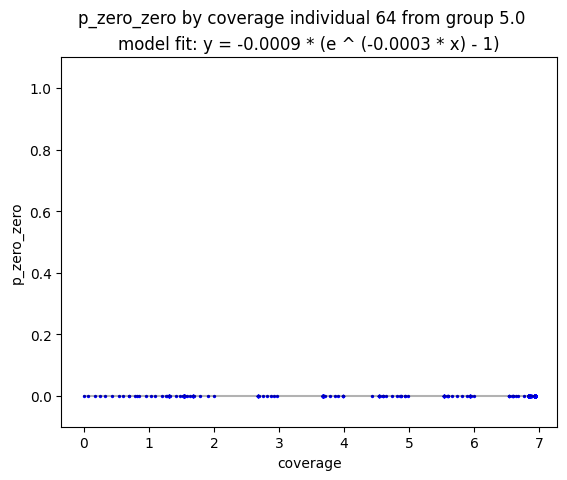 p_zero_zero by coverage individual 64 from group 5.0
model fit: y = -0.0009 * (e ^ (-0.0003 * x) - 1)
1.0
0.8
0.6
0.4
0.2
0.0
p_zero_zero
0 1 2 3 4 5 6 7
coverage